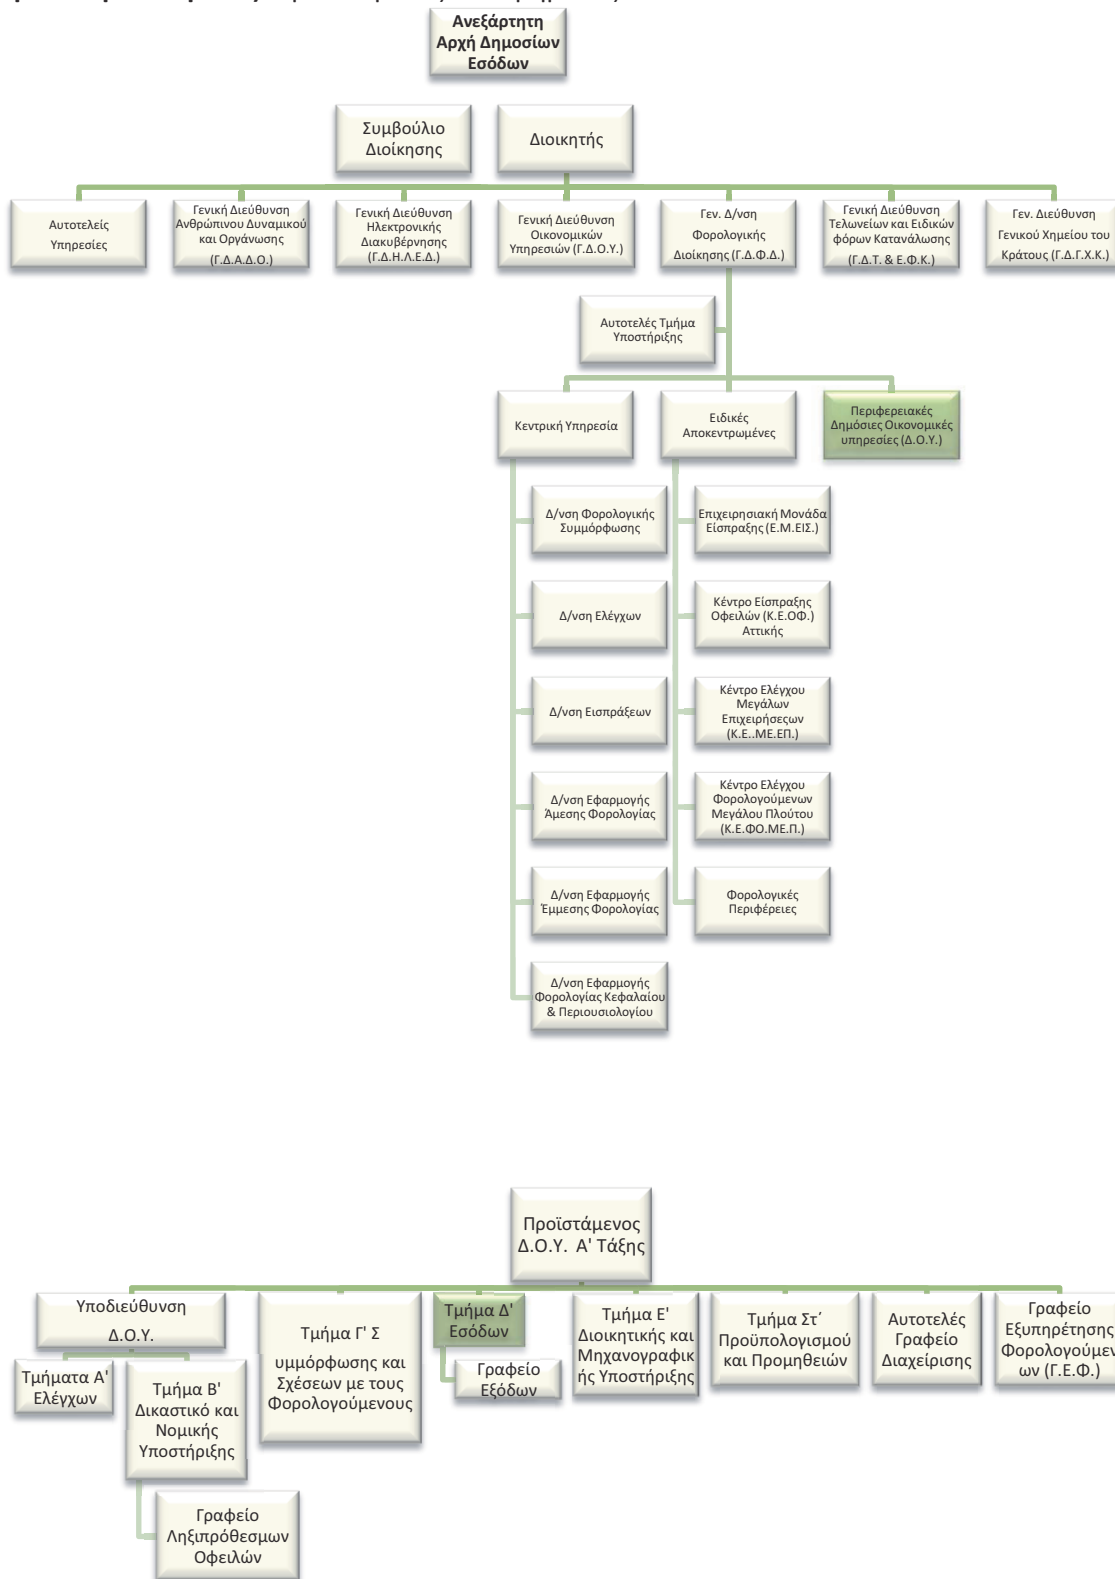 Ανεξάρτητη
Αρχή Δημοσίων
Εσόδων
Συμβούλιο
Διοίκησης
Διοικητής
Αυτοτελείς
Υπηρεσίες
Γενική Διεύθυνση
Ανθρώπινου Δυναμικού
και Οργάνωσης
(Γ.Δ.Α.Δ.Ο.)
Γενική Διεύθυνση
Ηλεκτρονικής
Διακυβέρνησης
(Γ.Δ.Η.Λ.Ε.Δ.)
Γενική Διεύθυνση
Οικονομικών
Υπηρεσιών (Γ.Δ.Ο.Υ.)
Γεν. Δ/νση
Φορολογικής
Διοίκησης (Γ.Δ.Φ.Δ.)
Γενική Διεύθυνση
Τελωνείων και Ειδικών
φόρων Κατανάλωσης
(Γ.Δ.Τ. & Ε.Φ.Κ.)
Γεν. Διεύθυνση
Γενικού Χημείου του
Κράτους (Γ.Δ.Γ.Χ.Κ.)
Αυτοτελές Τμήμα
Υποστήριξης
Κεντρική Υπηρεσία
Ειδικές
Αποκεντρωμένες
Περιφερειακές
Δημόσιες Οικονομικές
υπηρεσίες (Δ.Ο.Υ.)
Δ/νση Φορολογικής
Συμμόρφωσης
Δ/νση Ελέγχων
Δ/νση Εισπράξεων
Δ/νση Εφαρμογής
Άμεσης Φορολογίας
Δ/νση Εφαρμογής
Έμμεσης Φορολογίας
Δ/νση Εφαρμογής
Φορολογίας Κεφαλαίου
& Περιουσιολογίου
Επιχειρησιακή Μονάδα
Είσπραξης (Ε.Μ.ΕΙΣ.)
Κέντρο Είσπραξης
Οφειλών (Κ.Ε.ΟΦ.)
Αττικής
Κέντρο Ελέγχου
Μεγάλων
Επιχειρήσεςων
(Κ.Ε..ΜΕ.ΕΠ.)
Κέντρο Ελέγχου
Φορολογούμενων
Μεγάλου Πλούτου
(Κ.Ε.ΦΟ.ΜΕ.Π.)
Φορολογικές
Περιφέρειες
Προϊστάμενος
Δ.Ο.Υ. Α' Τάξης
Υποδιεύθυνση
Δ.Ο.Υ.
Τμήματα Α'
Ελέγχων
Τμήμα Β'
Δικαστικό και
Νομικής
Υποστήριξης
Γραφείο
Ληξιπρόθεσμων
Οφειλών
Τμήμα Γ' Σ
υμμόρφωσης και
Σχέσεων με τους
Φορολογούμενους
Τμήμα Δ'
Εσόδων
Γραφείο
Εξόδων
Τμήμα Ε'
Διοικητικής και
Μηχανογραφικ
ής Υποστήριξης
Τμήμα Στ΄
Προϋπολογισμού
και Προμηθειών
Αυτοτελές
Γραφείο
Διαχείρισης
Γραφείο
Εξυπηρέτησης
Φορολογούμεν
ων (Γ.Ε.Φ.)